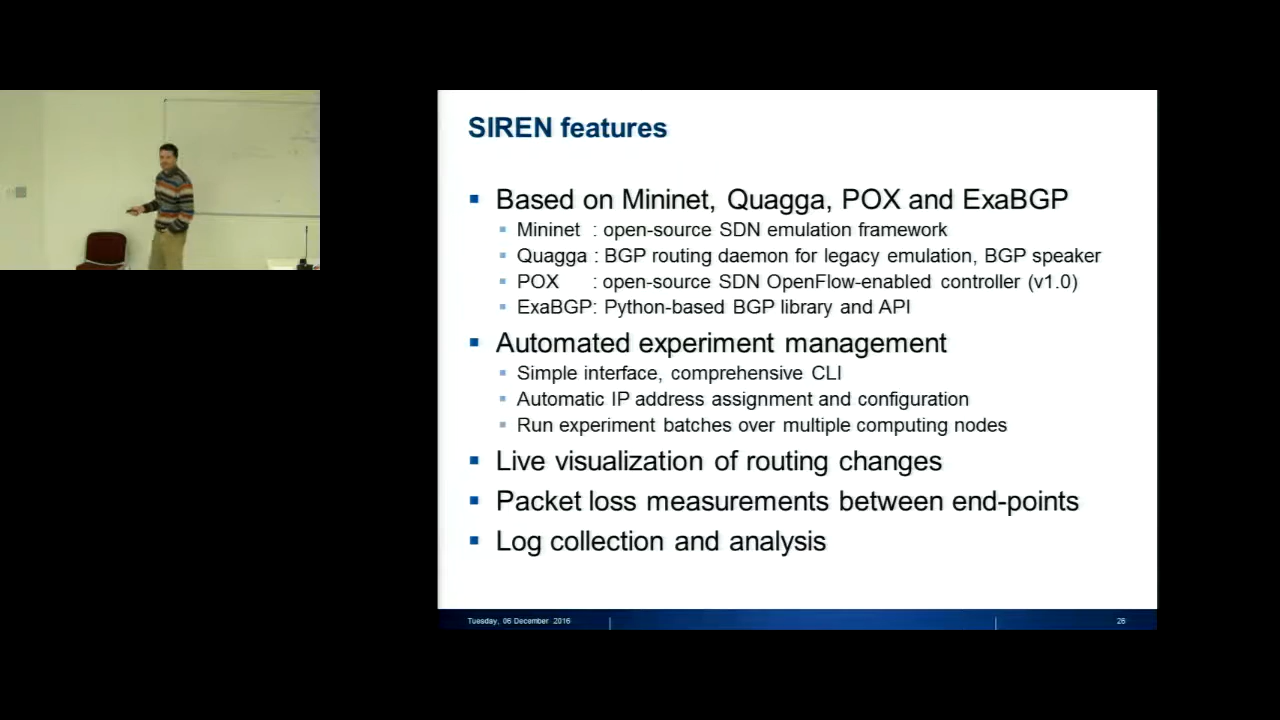 SIREN features
Based on Mininet, Quagga, POX and ExaBGP
Mininet : open-source SDN emulation framework
Quagga : BGP routing daemon for legacy emulation, BGP speaker
POX : open-source SDN OpenFlow-enabled controller (v1.0)
ExaBGP: Python-based BGP library and API
Automated experiment management
Simple interface, comprehensive CLI
Automatic IP address assignment and configuration
Run experiment batches over multiple computing nodes
Live visualization of routing changes
Packet loss measurements between end-points
Log collection and analysis
Tuesday, 06 December 2016
26